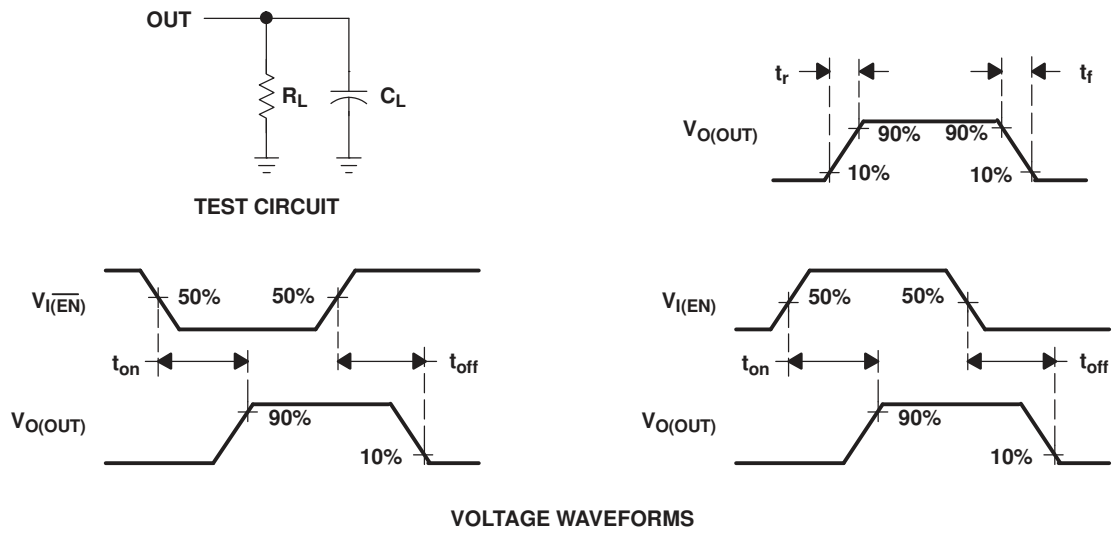 OUT
R_L
C_L
TEST CIRCUIT
t_r
t_f
V_O(OUT)
90% 90%
10% 10%
V_I(E̅N̅)
50% 50%
t_on
t_off
V_O(OUT)
90%
10%
V_I(EN)
50% 50%
t_on
t_off
V_O(OUT)
90%
10%
VOLTAGE WAVEFORMS